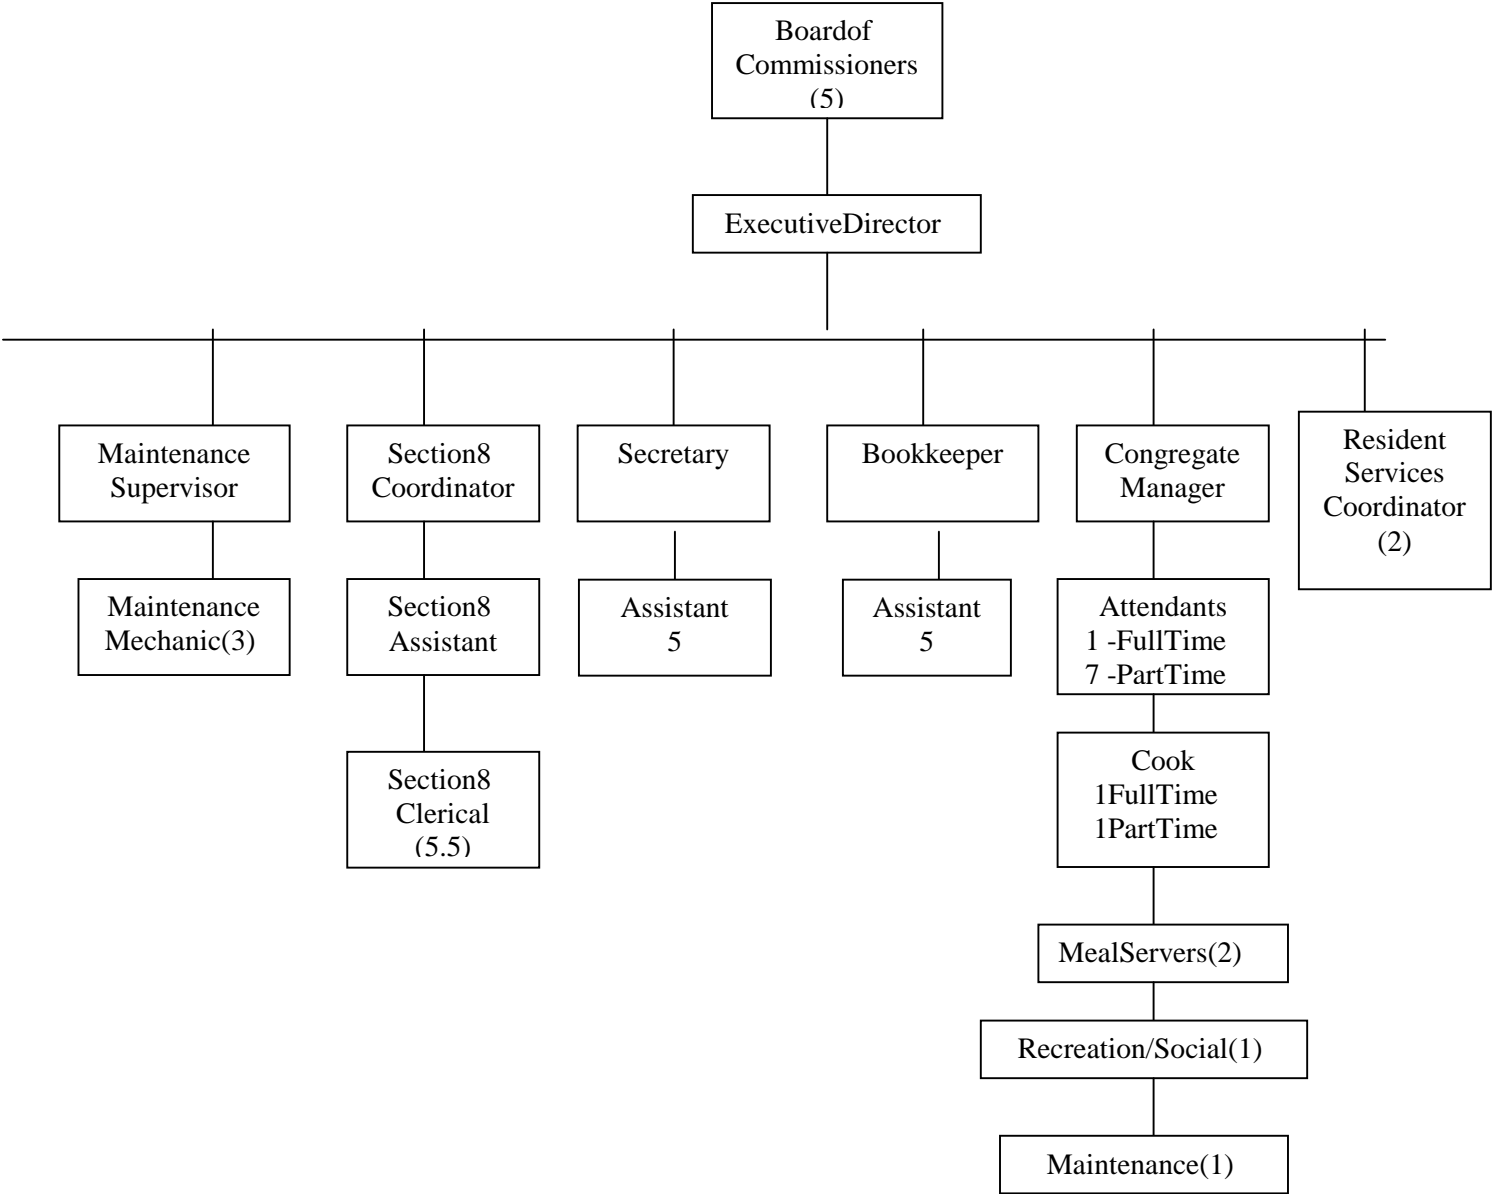 Boardof
Commissioners
(5)
ExecutiveDirector
Maintenance
Supervisor
Section8
Coordinator
Secretary
Bookkeeper
Congregate
Manager
Resident
Services
Coordinator
(2)
Maintenance
Mechanic(3)
Section8
Assistant
Assistant
5
Assistant
5
Attendants
1 -FullTime
7 -PartTime
Section8
Clerical
(5.5)
Cook
1FullTime
1PartTime
MealServers(2)
Recreation/Social(1)
Maintenance(1)